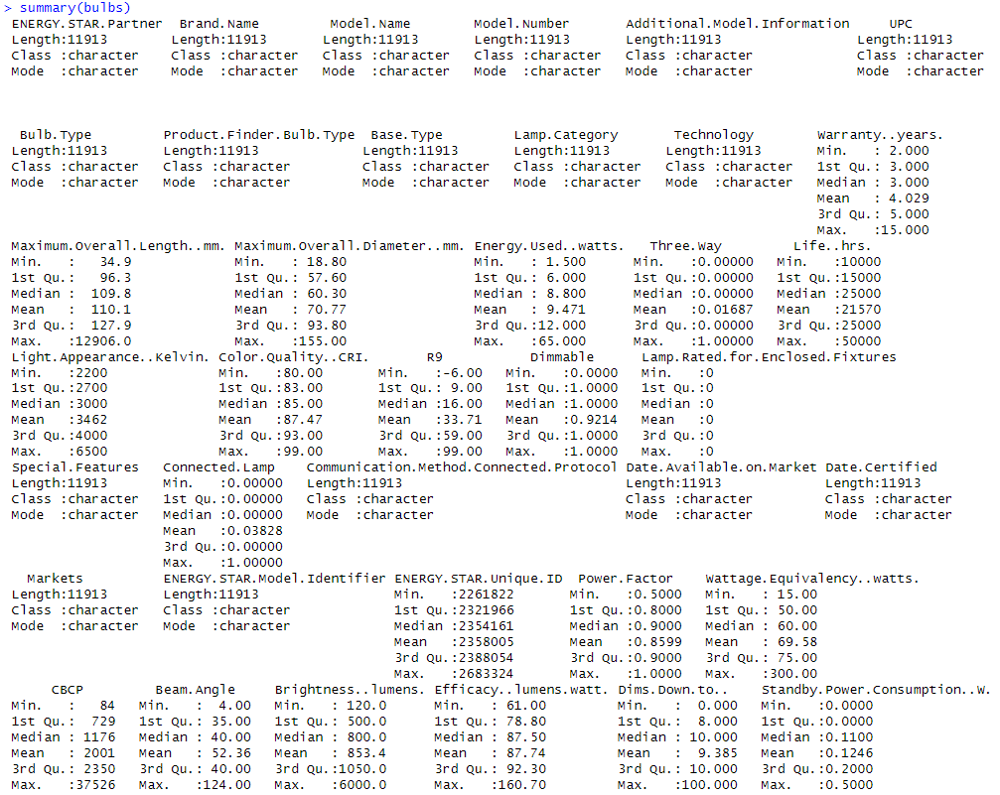 > summary(bulbs)
ENERGY.STAR.Partner Brand.Name Model.Name Model.Number Additional.Model.Information UPC
Length:11913 Length:11913 Length:11913 Length:11913 Length:11913 Length:11913
Class :character Class :character Class :character Class :character Class :character Class :character
Mode :character Mode :character Mode :character Mode :character Mode :character Mode :character
Bulb.Type Product.Finder.Bulb.Type Base.Type Lamp.Category Technology Warranty..years.
Length:11913 Length:11913 Length:11913 Length:11913 Length:11913 Min. : 2.000
Class :character Class :character Class :character Class :character Class :character 1st Qu.: 3.000
Mode :character Mode :character Mode :character Mode :character Mode :character Median : 3.000
Mean : 4.029
3rd Qu.: 5.000
Max. :15.000
Maximum.Overall.Length..mm. Maximum.Overall.Diameter..mm. Energy.Used..watts. Three.Way Life..hrs.
Min. : 34.9 Min. : 18.80 Min. : 1.500 Min. :0.00000 Min. :10000
1st Qu.: 96.3 1st Qu.: 57.60 1st Qu.: 6.000 1st Qu.:0.00000 1st Qu.:15000
Median : 109.8 Median : 60.30 Median : 8.800 Median :0.00000 Median :25000
Mean : 110.1 Mean : 70.77 Mean : 9.471 Mean :0.01687 Mean :21570
3rd Qu.: 127.9 3rd Qu.: 93.80 3rd Qu.:12.000 3rd Qu.:0.00000 3rd Qu.:25000
Max. :12906.0 Max. :155.00 Max. :65.000 Max. :1.00000 Max. :50000
Light.Appearance..Kelvin. Color.Quality..CRI. R9 Dimmable Lamp.Rated.for.Enclosed.Fixtures
Min. :2200 Min. :80.00 Min. :-6.00 Min. :0.0000 Min. :0
1st Qu.:2700 1st Qu.:83.00 1st Qu.: 9.00 1st Qu.:1.0000 1st Qu.:0
Median :3000 Median :85.00 Median :16.00 Median :1.0000 Median :0
Mean :3462 Mean :87.47 Mean :33.71 Mean :0.9214 Mean :0
3rd Qu.:4000 3rd Qu.:93.00 3rd Qu.:59.00 3rd Qu.:1.0000 3rd Qu.:0
Max. :6500 Max. :99.00 Max. :99.00 Max. :1.0000 Max. :0
Special.Features Connected.Lamp Communication.Method.Connected.Protocol Date.Available.on.Market Date.Certified
Length:11913 Min. :0.00000 Length:11913 Length:11913 Length:11913
Class :character 1st Qu.:0.00000 Class :character Class :character Class :character
Mode :character Median :0.00000 Mode :character Mode :character Mode :character
Mean :0.03828
3rd Qu.:0.00000
Max. :1.00000
Markets ENERGY.STAR.Model.Identifier ENERGY.STAR.Unique.ID Power.Factor Wattage.Equivalency..watts.
Length:11913 Length:11913 Min. :2261822 Min. :0.5000 Min. : 15.00
Class :character Class :character 1st Qu.:2321966 1st Qu.:0.8000 1st Qu.: 50.00
Mode :character Mode :character Median :2354161 Median :0.9000 Median : 60.00
Mean :2358005 Mean :0.8599 Mean : 69.58
3rd Qu.:2388054 3rd Qu.:0.9000 3rd Qu.: 75.00
Max. :2683324 Max. :1.0000 Max. :300.00
CBCP Beam.Angle Brightness..lumens. Efficacy..lumens.watt. Dims.Down.to.. Standby.Power.Consumption..W.
Min. : 84 Min. : 4.00 Min. : 120.0 Min. : 61.00 Min. : 0.000 Min. :0.0000
1st Qu.: 729 1st Qu.: 35.00 1st Qu.: 500.0 1st Qu.: 78.80 1st Qu.: 8.000 1st Qu.:0.0000
Median : 1176 Median : 40.00 Median : 800.0 Median : 87.50 Median : 10.000 Median :0.1100
Mean : 2001 Mean : 52.36 Mean : 853.4 Mean : 87.74 Mean : 9.385 Mean :0.1246
3rd Qu.: 2350 3rd Qu.: 40.00 3rd Qu.:1050.0 3rd Qu.: 92.30 3rd Qu.: 10.000 3rd Qu.:0.2000
Max. :37526 Max. :124.00 Max. :6000.0 Max. :160.70 Max. :100.000 Max. :0.5000